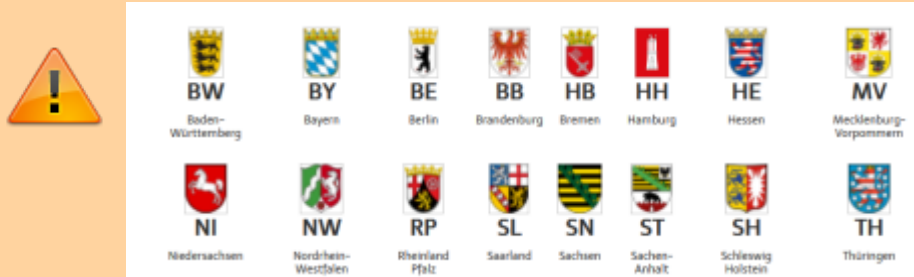 BW BY BE BB HB HH HE MV
Baden- Bayern Berlin Brandenburg Bremen Hamburg Hessen Mecklenburg-
Württemberg Vorpommern
NI NW RP SL SN ST SH TH
Niedersachsen Nordrhein- Rheinland Saarland Sachsen Sachen- Schleswig Thüringen
Westfalen Pfalz Anhalt Holstein